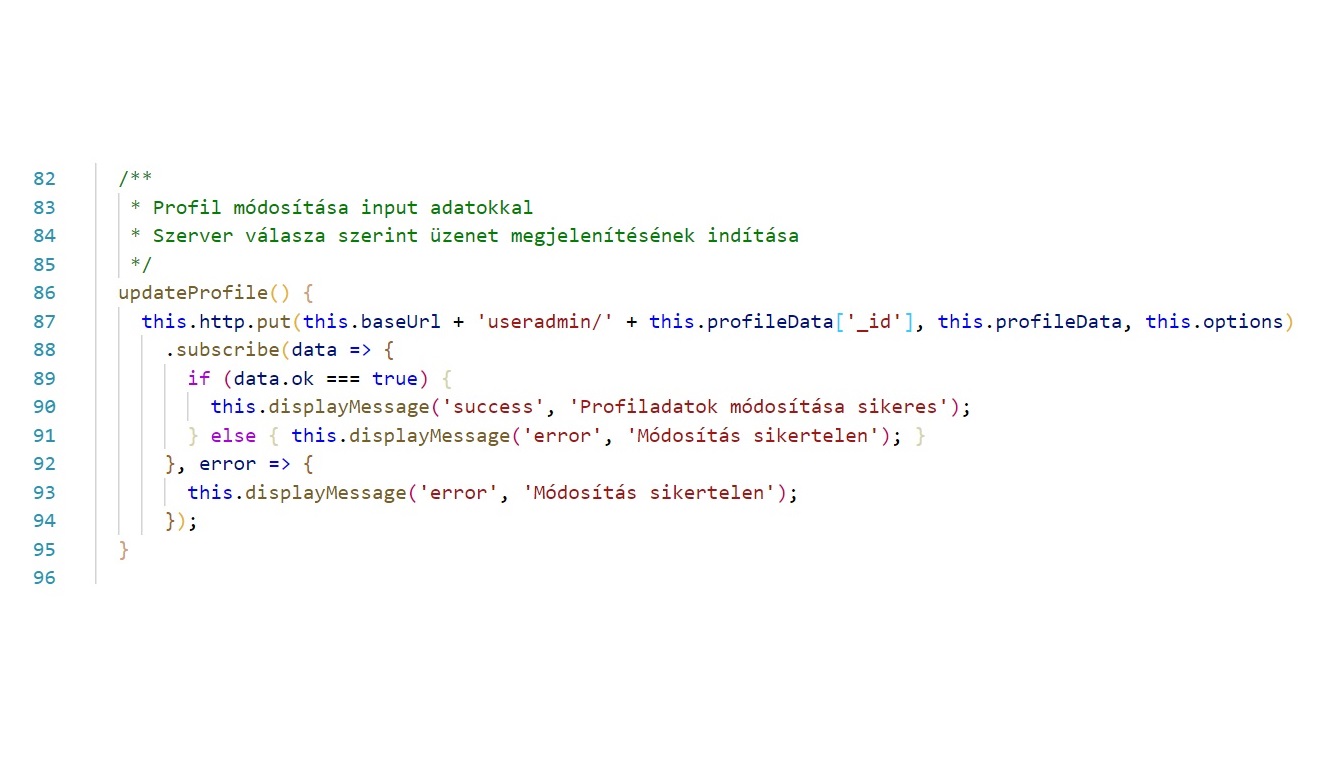 82 /**
83 * Profil módosítása input adatokkal
84 * Szerver válasza szerint üzenet megjelenítésének indítása
85 */
86 updateProfile() {
87 this.http.put(this.baseUrl + 'useradmin/' + this.profileData['_id'], this.profileData, this.options)
88 .subscribe(data => {
89 if (data.ok === true) {
90 this.displayMessage('success', 'Profiladatok módosítása sikeres');
91 } else { this.displayMessage('error', 'Módosítás sikertelen'); }
92 }, error => {
93 this.displayMessage('error', 'Módosítás sikertelen');
94 });
95 }
96